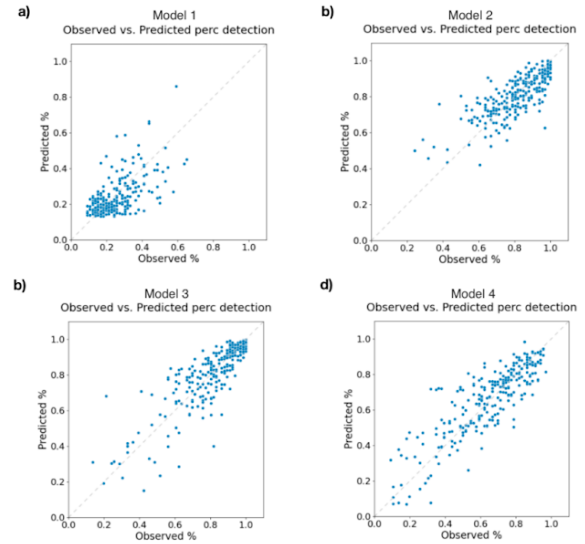 a)
Model 1
Observed vs. Predicted perc detection
1.0
0.8
0.6
0.4
0.2
0.0
Predicted %
0.0 0.2 0.4 0.6 0.8 1.0
Observed %
b)
Model 2
Observed vs. Predicted perc detection
1.0
0.8
0.6
0.4
0.2
0.0
Predicted %
0.0 0.2 0.4 0.6 0.8 1.0
Observed %
b)
Model 3
Observed vs. Predicted perc detection
1.0
0.8
0.6
0.4
0.2
0.0
Predicted %
0.0 0.2 0.4 0.6 0.8 1.0
Observed %
d)
Model 4
Observed vs. Predicted perc detection
1.0
0.8
0.6
0.4
0.2
0.0
Predicted %
0.0 0.2 0.4 0.6 0.8 1.0
Observed %